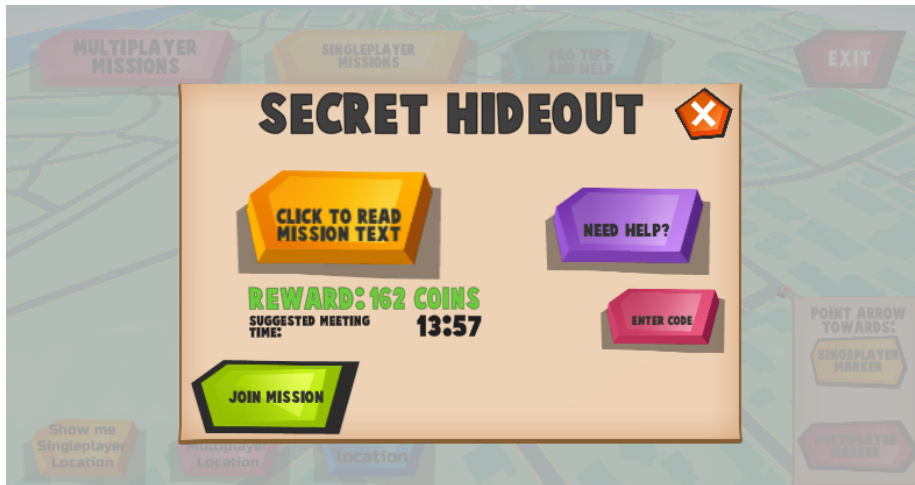 MULTIPLAYER
MISSIONS
SINGLEPLAYER
MISSIONS
PRO TIPS
AND HELP
EXIT
SECRET HIDEOUT
CLICK TO READ
MISSION TEXT
NEED HELP?
REWARD: 162 COINS
SUGGESTED MEETING
TIME:
13:57
ENTER CODE
JOIN MISSION
POINT ARROW
TOWARDS:
SINGEPLAYER
MARKER
MULTIPLAYER
MARKER
Show me
Singleplayer
Location
Multiplayer
Location
location